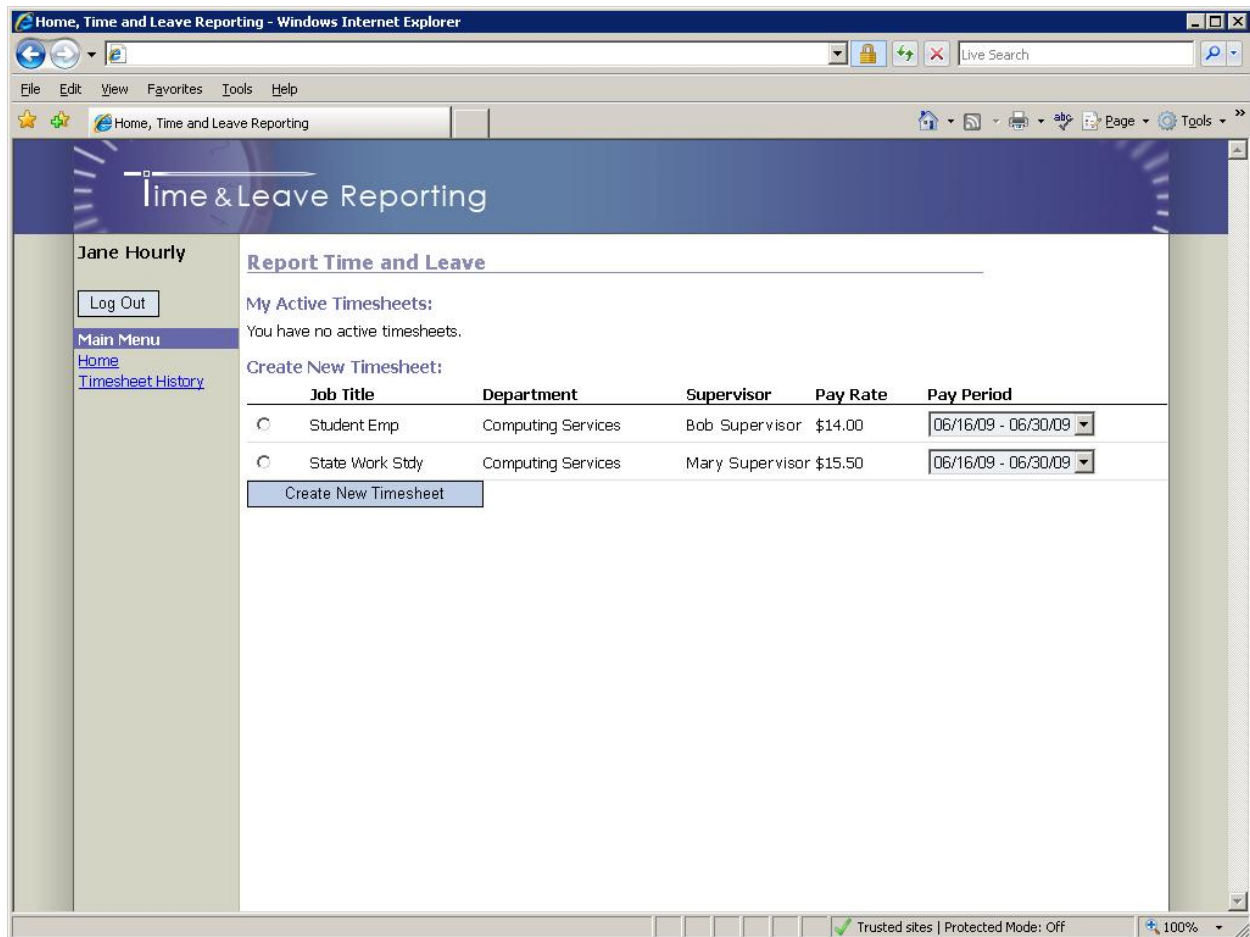 Home, Time and Leave Reporting - Windows Internet Explorer
Live Search
File Edit View Favorites Tools Help
Home, Time and Leave Reporting
Page Tools
Time & Leave Reporting
Jane Hourly
Log Out
Main Menu
Home
Timesheet History
Report Time and Leave
My Active Timesheets:
You have no active timesheets.
Create New Timesheet:
Job Title Department Supervisor Pay Rate Pay Period
Student Emp Computing Services Bob Supervisor $14.00 06/16/09 - 06/30/09
State Work Stdy Computing Services Mary Supervisor $15.50 06/16/09 - 06/30/09
Create New Timesheet
Trusted sites | Protected Mode: Off 100%